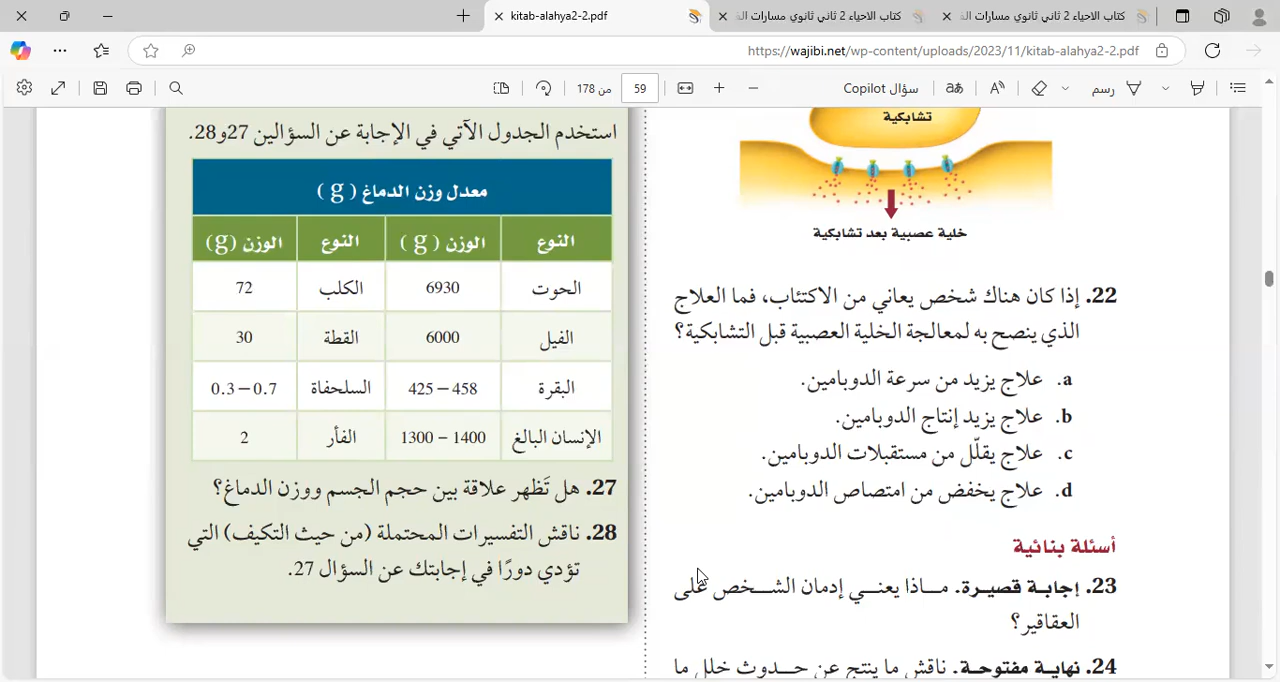 kitab-alahya2-2.pdf
كتاب الاحياء 2 ثاني ثانوي مسارات
كتاب الاحياء 2 ثاني ثانوي مسارات
https://wajibi.net/wp-content/uploads/2023/11/kitab-alahya2-2.pdf
رسم
سؤال Copilot
59
من 178
تشابكية
خلية عصبية بعد تشابكية
22. إذا كان هناك شخص يعاني من الاكتئاب، فما العلاج
الذي ينصح به لمعالجة الخلية العصبية قبل التشابكية؟
a. علاج يزيد من سرعة الدوبامين.
b. علاج يزيد إنتاج الدوبامين.
c. علاج يقلّل من مستقبلات الدوبامين.
d. علاج يخفض من امتصاص الدوبامين.
أسئلة بنائية
23. إجابة قصيرة. مـاذا يعنـي إدمان الشـخص على
العقاقير؟
24. نهاية مفتوحة. ناقش ما ينتج عن حدوث خلل ما
استخدم الجدول الآتي في الإجابة عن السؤالين 27و28.
معدل وزن الدماغ ( g )
النوع الوزن ( g ) النوع الوزن (g)
الحوت 6930 الكلب 72
الفيل 6000 القطة 30
البقرة 425 – 458 السلحفاة 0.3 – 0.7
الإنسان البالغ 1300 – 1400 الفأر 2
27. هل تَظهر علاقة بين حجم الجسم ووزن الدماغ؟
28. ناقش التفسيرات المحتملة (من حيث التكيف) التي
تؤدي دورًا في إجابتك عن السؤال 27.